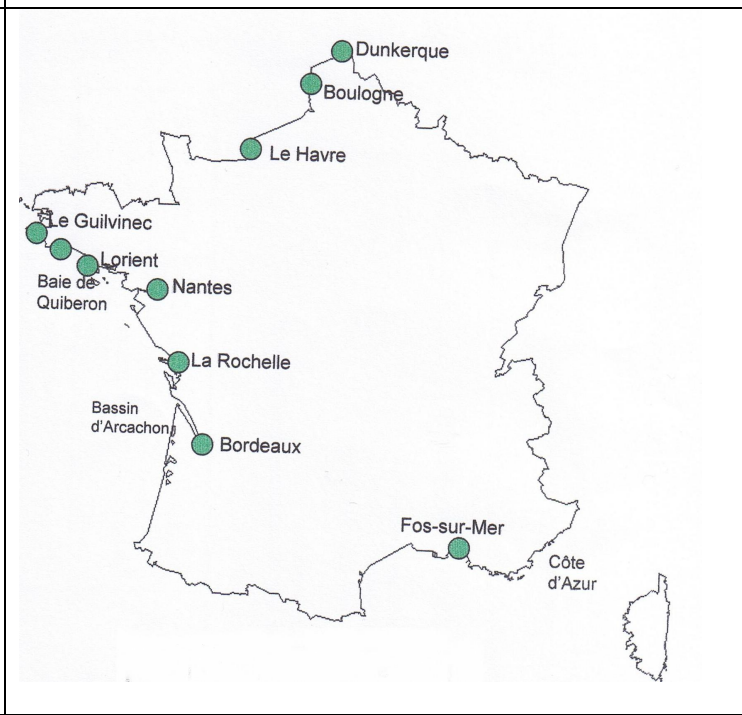 Dunkerque
Boulogne
Le Havre
Le Guilvinec
Lorient
Baie de
Quiberon
Nantes
La Rochelle
Bassin
d'Arcachon
Bordeaux
Fos-sur-Mer
Côte
d'Azur